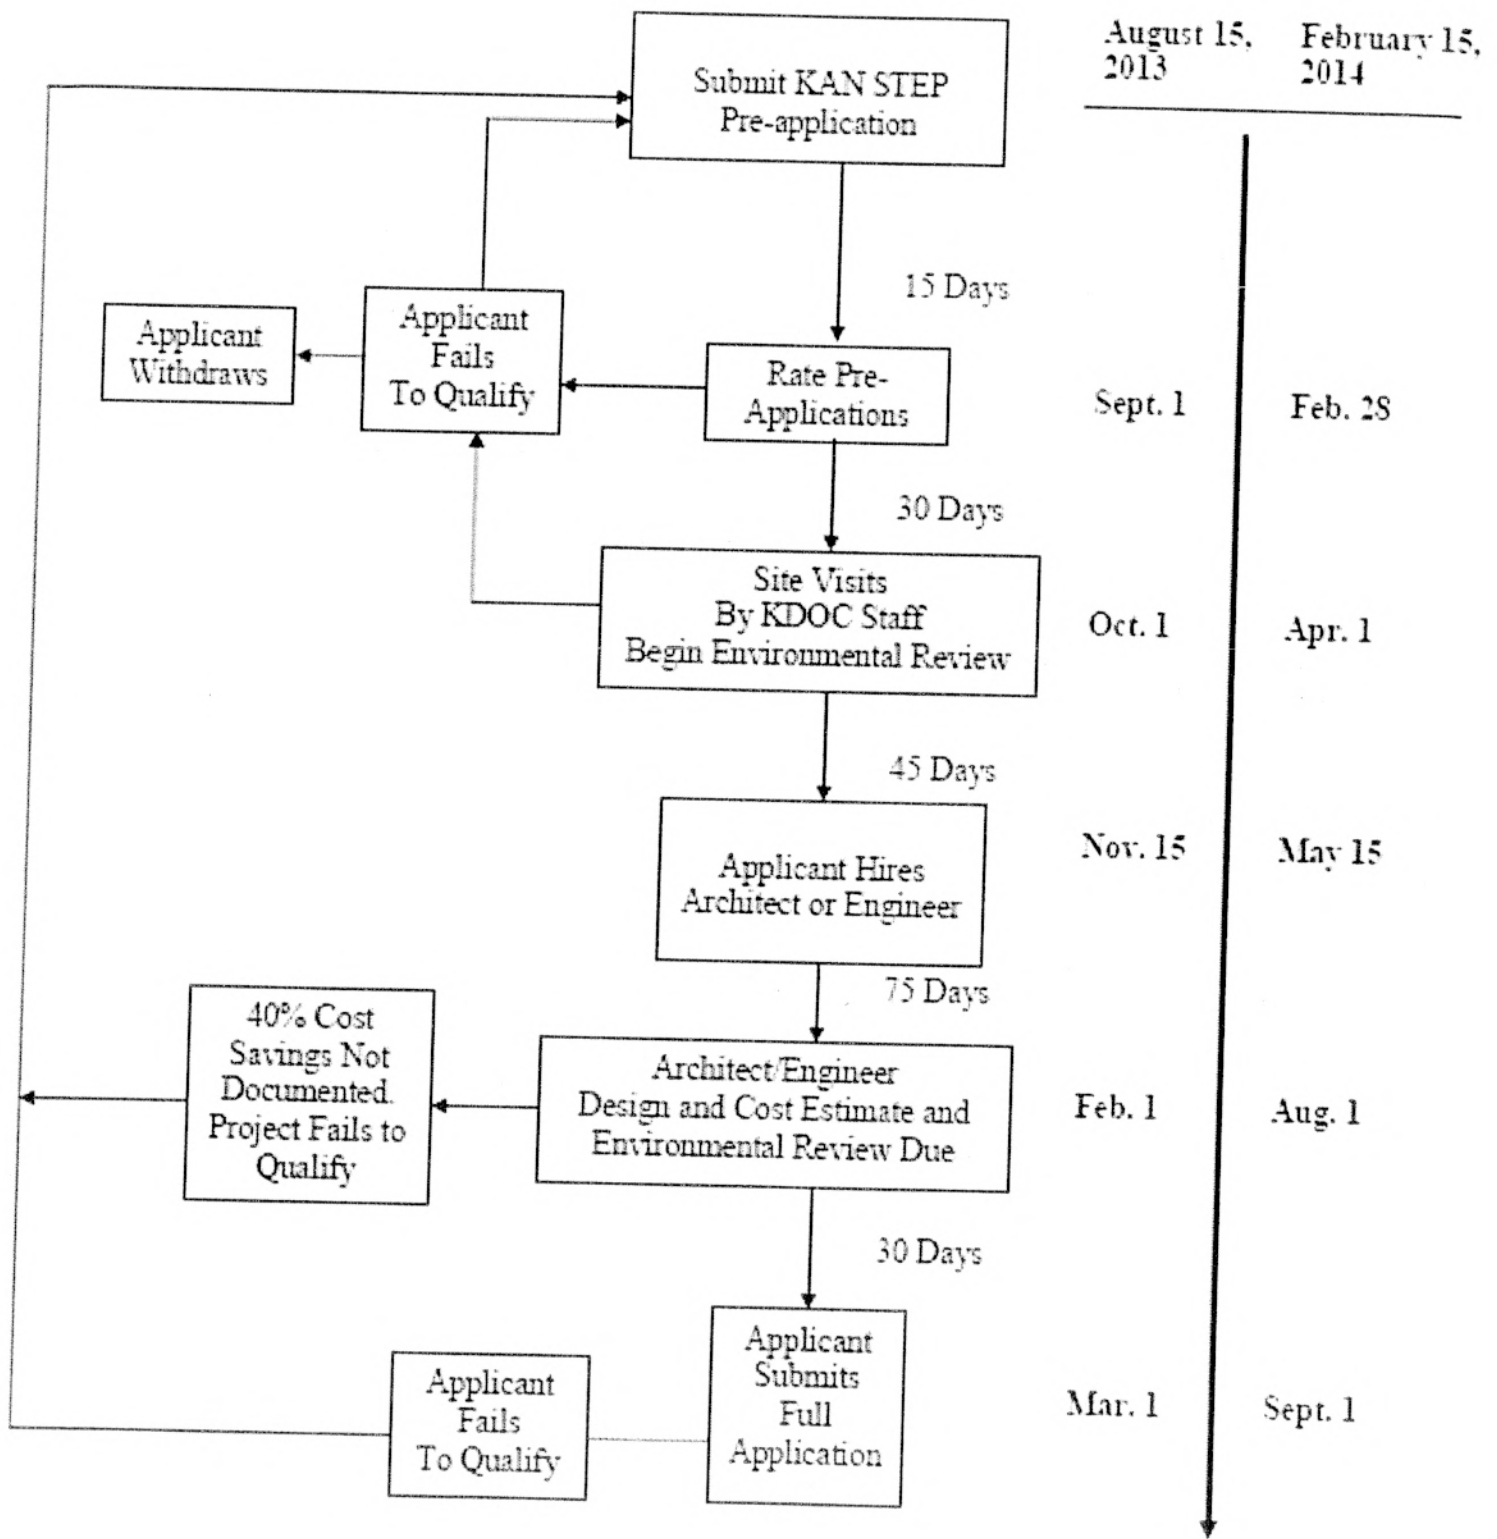 August 15,
2013
February 15,
2014
Submit KAN STEP
Pre-application
15 Days
Applicant
Withdraws
Applicant
Fails
To Qualify
Rate Pre-
Applications
Sept. 1
Feb. 28
30 Days
Site Visits
By KDOC Staff
Begin Environmental Review
Oct. 1
Apr. 1
45 Days
Applicant Hires
Architect or Engineer
Nov. 15
May 15
75 Days
40% Cost
Savings Not
Documented.
Project Fails to
Qualify
Architect/Engineer
Design and Cost Estimate and
Environmental Review Due
Feb. 1
Aug. 1
30 Days
Applicant
Fails
To Qualify
Applicant
Submits
Full
Application
Mar. 1
Sept. 1